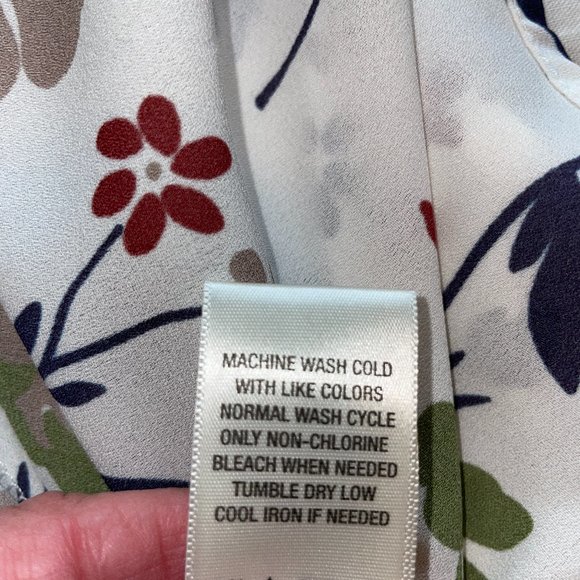 MACHINE WASH COLD
WITH LIKE COLORS
NORMAL WASH CYCLE
ONLY NON-CHLORINE
BLEACH WHEN NEEDED
TUMBLE DRY LOW
COOL IRON IF NEEDED